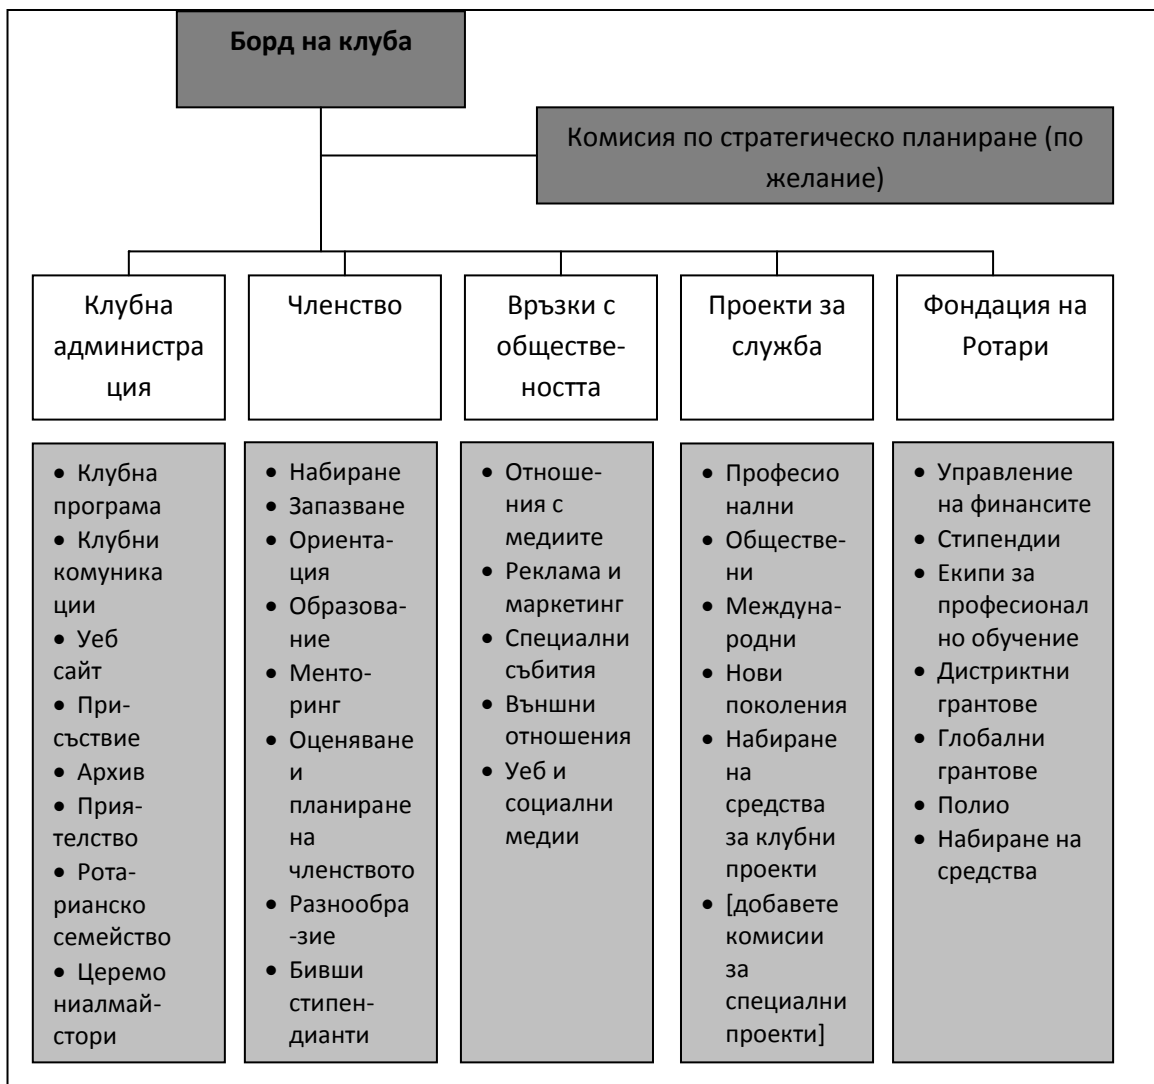 Борд на клуба
Комисия по стратегическо планиране (по
желание)
Клубна
администра
ция
Членство
Връзки с
обществе-
ността
Проекти за
служба
Фондация на
Ротари
• Клубна
програма
• Клубни
комуника
ции
• Уеб
сайт
• При-
съствие
• Архив
• Прия-
телство
• Рота-
рианско
семейство
• Церемо
ниалмай-
стори
• Набиране
• Запазване
• Ориента-
ция
• Образова-
ние
• Менто-
ринг
• Оценяване
и
планиране
на
членството
• Разнообра
-зие
• Бивши
стипен-
дианти
• Отноше-
ния с
медиите
• Реклама и
маркетинг
• Специални
събития
• Външни
отношения
• Уеб и
социални
медии
• Професио
нални
• Обществе-
ни
• Междуна-
родни
• Нови
поколения
• Набиране
на
средства
за клубни
проекти
• [добавете
комисии
за
специални
проекти]
• Управление
на финансите
• Стипендии
• Екипи за
професионал
но обучение
• Дистриктни
грантове
• Глобални
грантове
• Полио
• Набиране на
средства